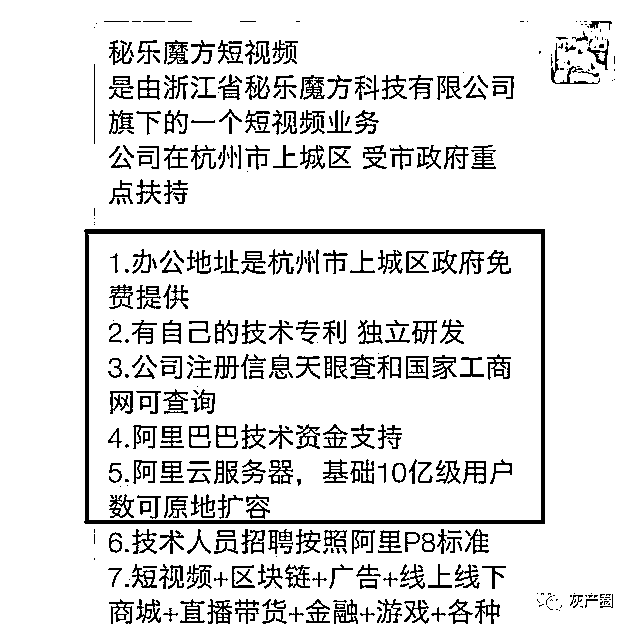 秘乐魔方短视频
是由浙江省秘乐魔方科技有限公司
旗下的一个短视频业务
公司在杭州市上城区 受市政府重
点扶持
1.办公地址是杭州市上城区政府免
费提供
2.有自己的技术专利 独立研发
3.公司注册信息天眼查和国家工商
网可查询
4.阿里巴巴技术资金支持
5.阿里云服务器，基础10亿级用户
数可原地扩容
6.技术人员招聘按照阿里P8标准
7.短视频+区块链+广告+线上线下
商城+直播带货+金融+游戏+各种
灰产圈